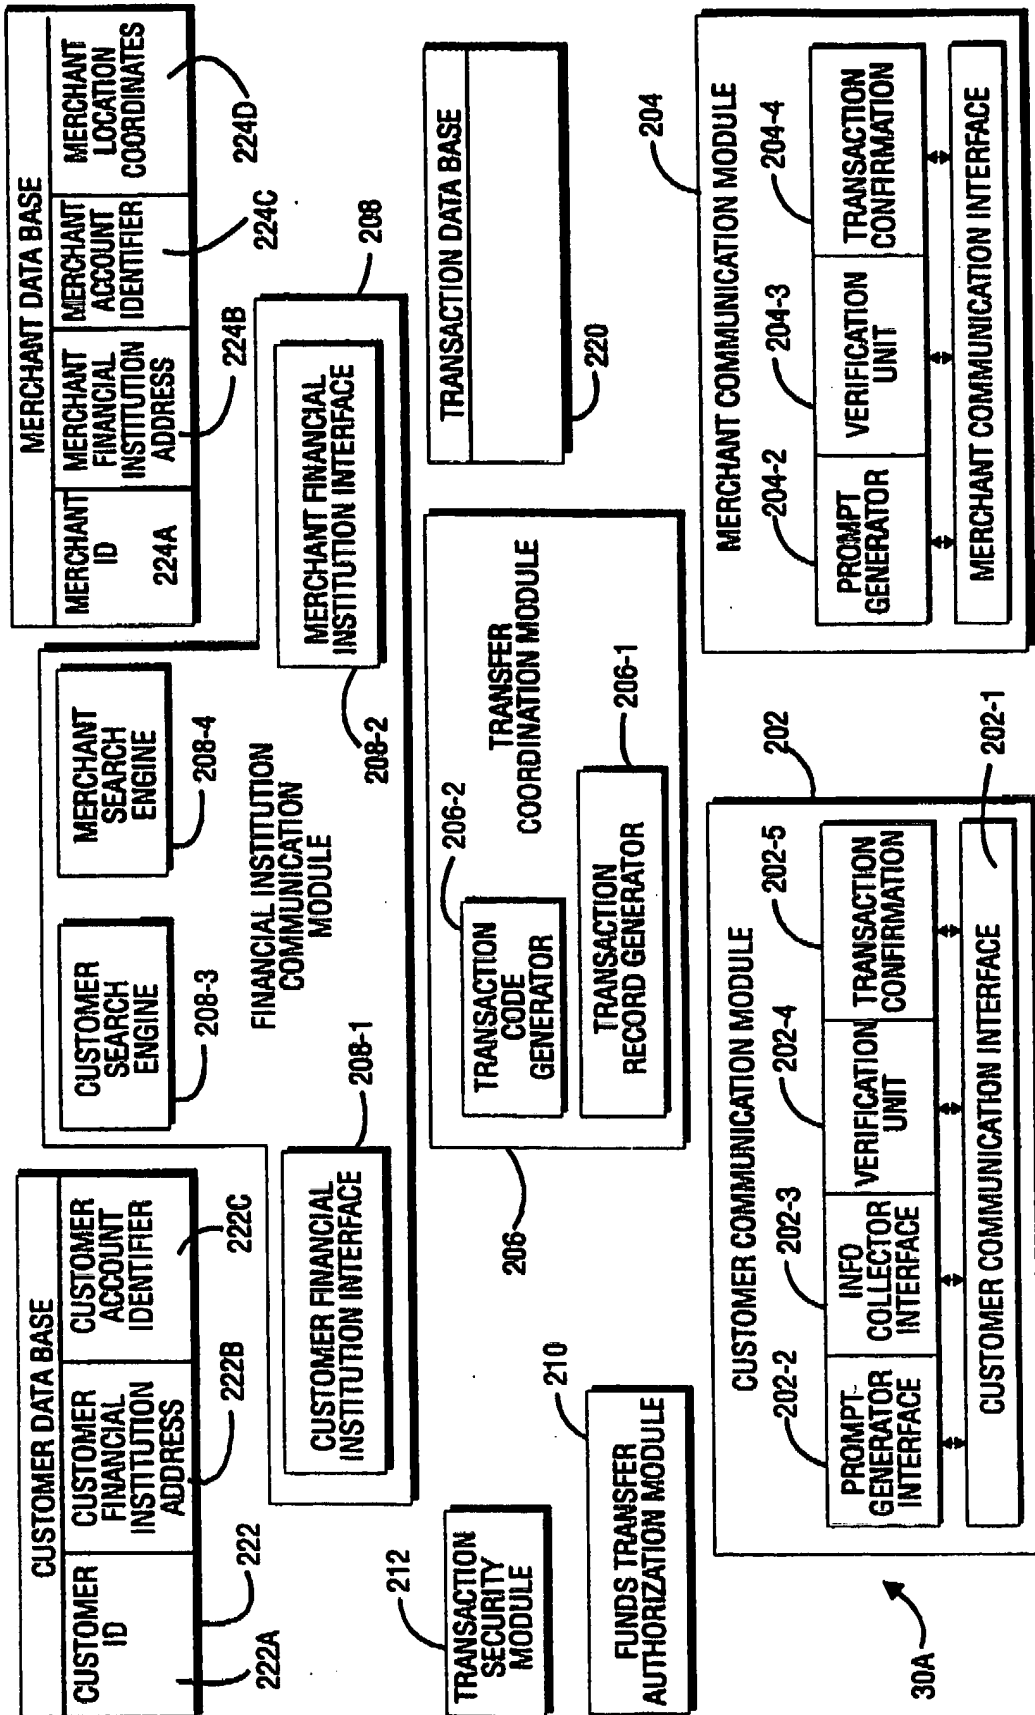 CUSTOMER DATA BASE
CUSTOMER
ID
222A
CUSTOMER
FINANCIAL
INSTITUTION
ADDRESS
222B
CUSTOMER
ACCOUNT
IDENTIFIER
222C
222
CUSTOMER
SEARCH
ENGINE
208-3
MERCHANT
SEARCH
ENGINE
208-4
MERCHANT DATA BASE
MERCHANT
ID
224A
MERCHANT
FINANCIAL
INSTITUTION
ADDRESS
224B
MERCHANT
ACCOUNT
IDENTIFIER
224C
MERCHANT
LOCATION
COORDINATES
224D
FINANCIAL INSTITUTION
COMMUNICATION
MODULE
208-1
CUSTOMER FINANCIAL
INSTITUTION INTERFACE
208-2
MERCHANT FINANCIAL
INSTITUTION INTERFACE
208
212
TRANSACTION
SECURITY
MODULE
210
FUNDS TRANSFER
AUTHORIZATION MODULE
206
206-2
TRANSACTION
CODE
GENERATOR
TRANSFER
COORDINATION MODULE
206-1
TRANSACTION
RECORD GENERATOR
TRANSACTION DATA BASE
220
30A
CUSTOMER COMMUNICATION MODULE
202
202-2
202-3
202-4
202-5
PROMPT-
GENERATOR
INTERFACE
INFO
COLLECTOR
INTERFACE
VERIFICATION
UNIT
TRANSACTION
CONFIRMATION
CUSTOMER COMMUNICATION INTERFACE
202-1
MERCHANT COMMUNICATION MODULE
204
204-2
204-3
204-4
PROMPT
GENERATOR
VERIFICATION
UNIT
TRANSACTION
CONFIRMATION
MERCHANT COMMUNICATION INTERFACE